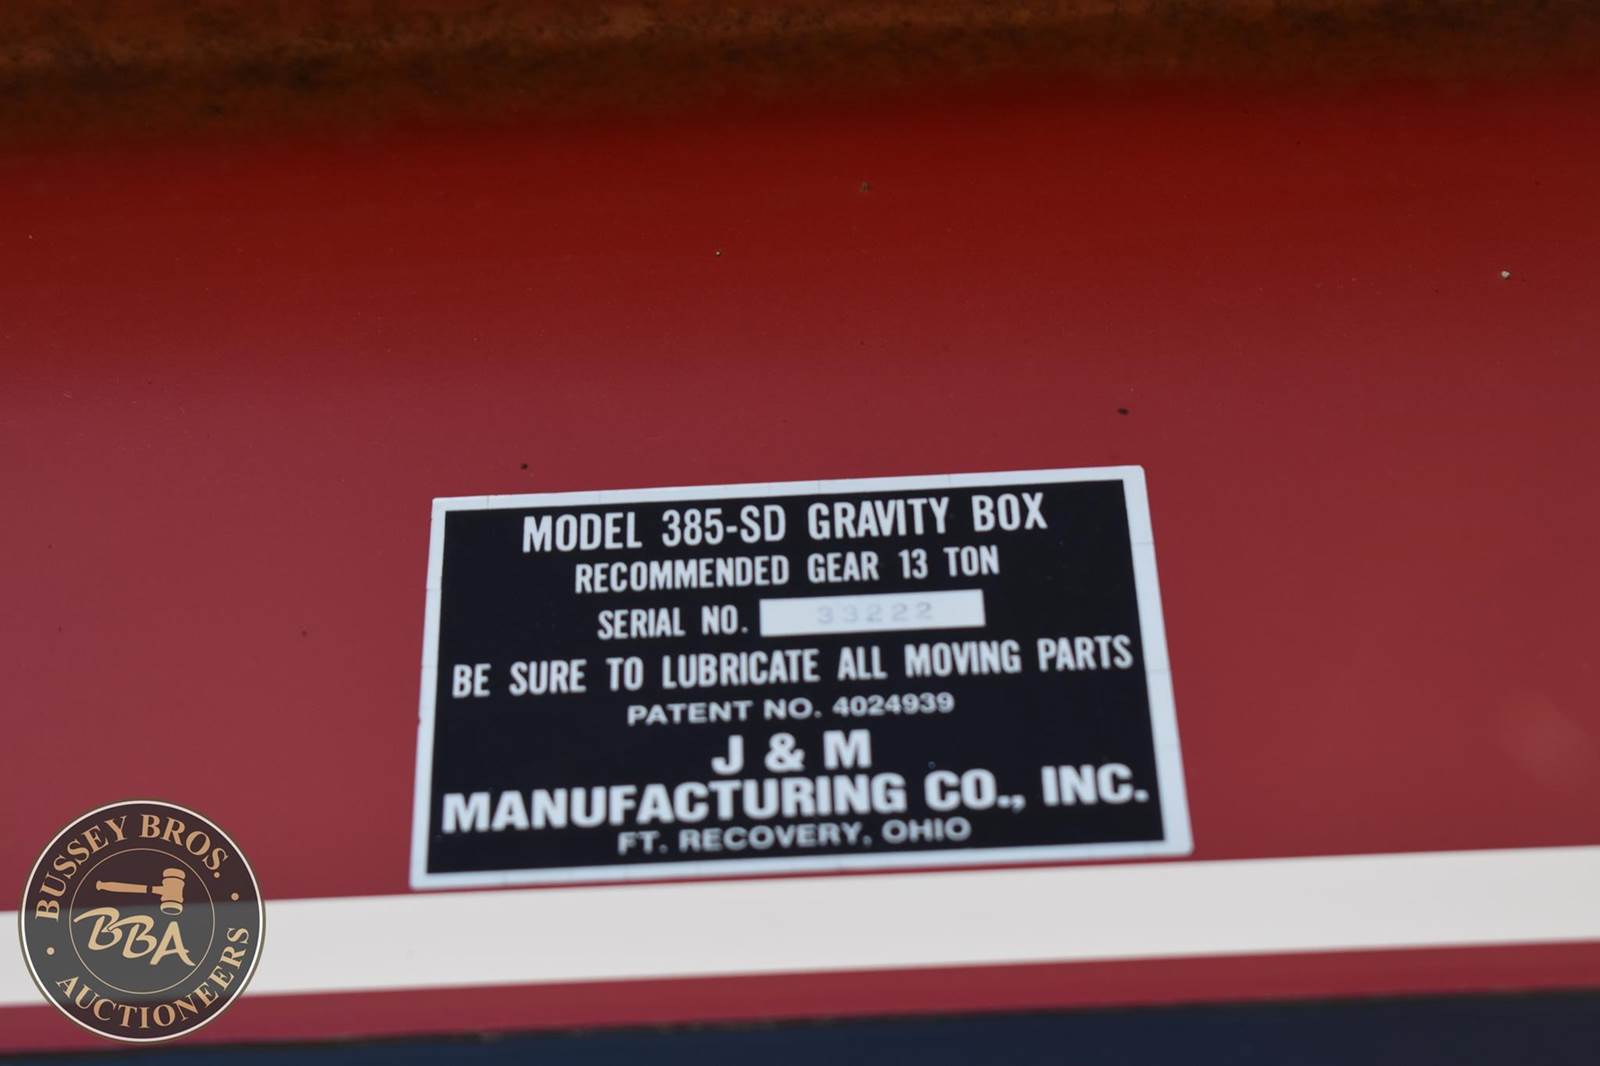 MODEL 385-SD GRAVITY BOX
RECOMMENDED GEAR 13 TON
SERIAL NO. 33222
BE SURE TO LUBRICATE ALL MOVING PARTS
PATENT NO. 4024939
J & M
MANUFACTURING CO., INC.
FT. RECOVERY, OHIO
BUSSEY BROS.
BBA
AUCTIONEERS